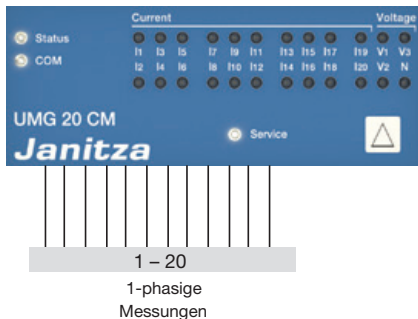 Current Voltage
Status
COM
I1 I3 I5 I7 I9 I11 I13 I15 I17 I19 V1 V3
I2 I4 I6 I8 I10 I12 I14 I16 I18 I20 V2 N
UMG 20 CM
Janitza
Service
1 – 20
1-phasige
Messungen